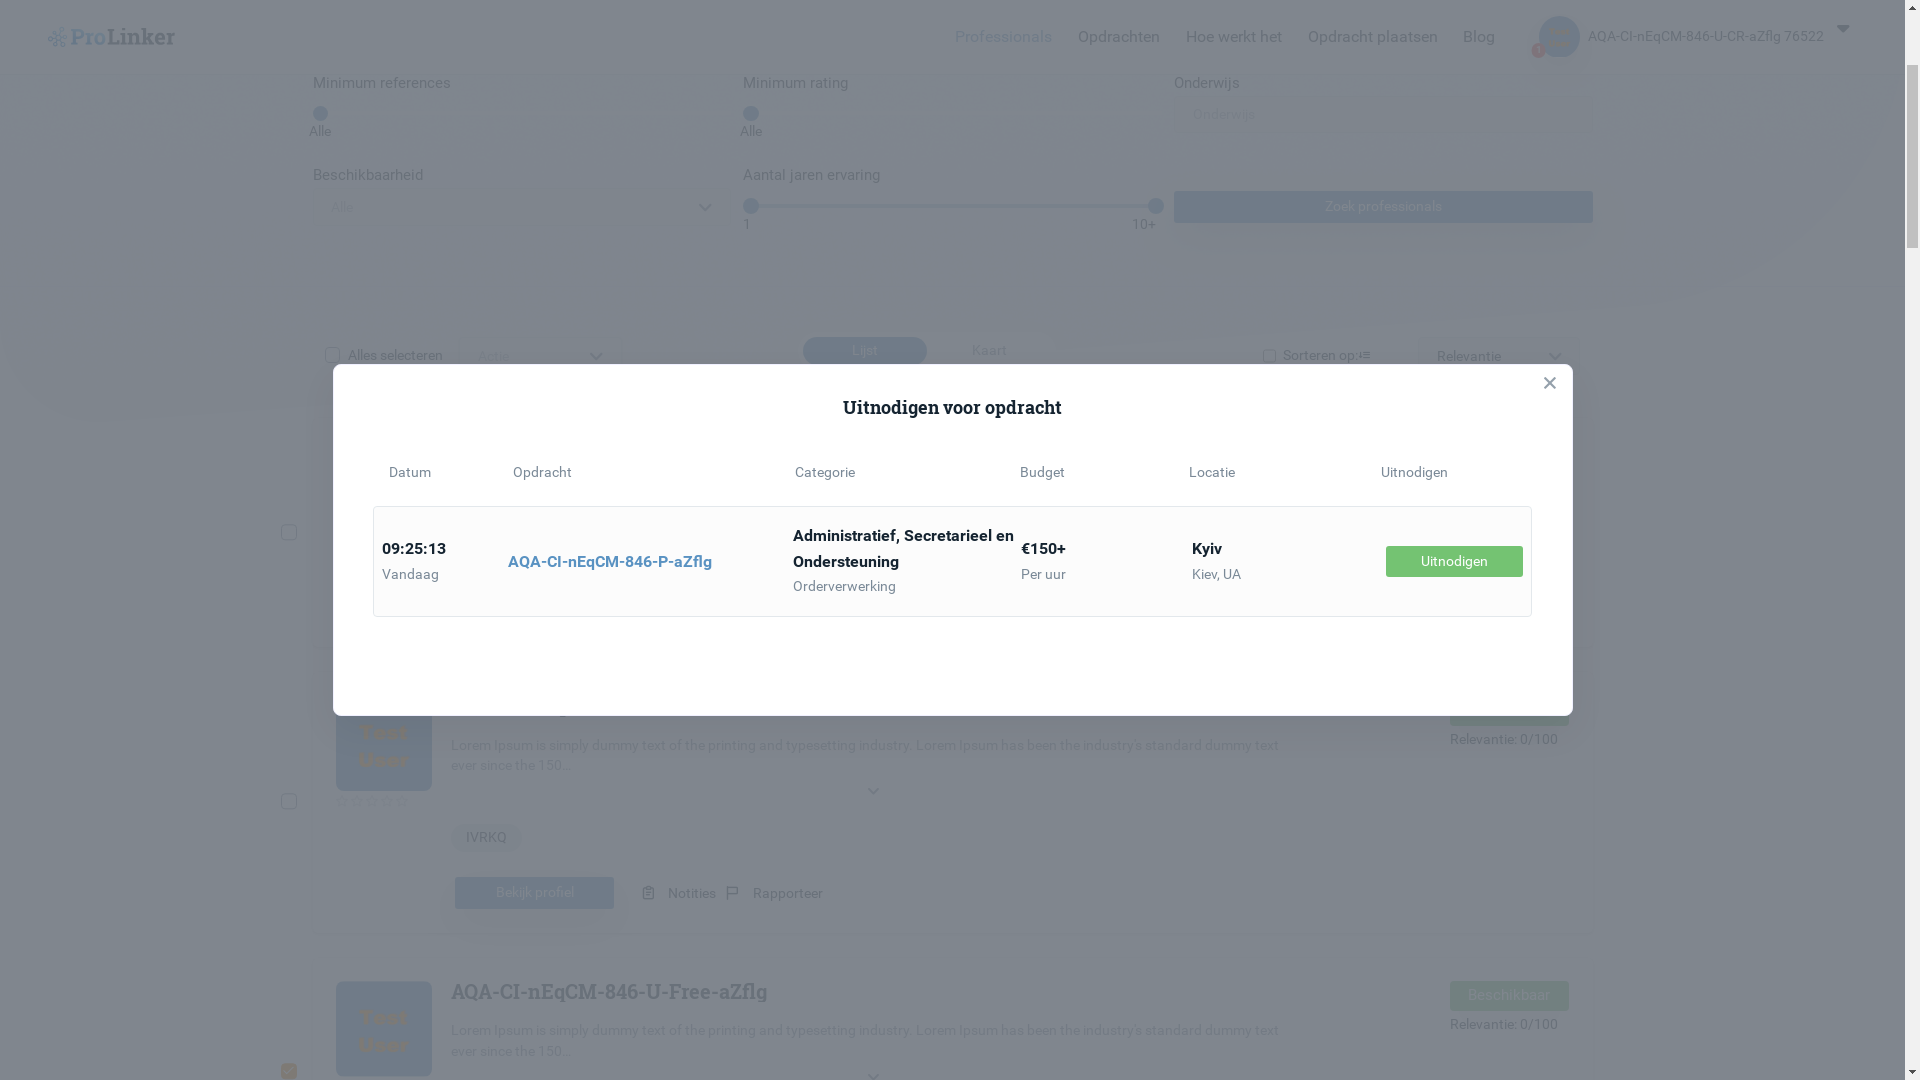 ProLinker
Professionals
Opdrachten
Hoe werkt het
Opdracht plaatsen
Blog
1
AQA-CI-nEqCM-846-U-CR-aZflg 76522
Minimum references
Minimum rating
Onderwijs
Onderwijs
Alle
Alle
Beschikbaarheid
Aantal jaren ervaring
Alle
Zoek professionals
1
10+
Alles selecteren
Actie
Lijst
Kaart
Sorteren op:
Relevantie
Uitnodigen voor opdracht
Datum
Opdracht
Categorie
Budget
Locatie
Uitnodigen
09:25:13
Vandaag
AQA-CI-nEqCM-846-P-aZflg
Administratief, Secretarieel en
Ondersteuning
Orderverwerking
€150+
Per uur
Kyiv
Kiev, UA
Uitnodigen
Test
User
Lorem Ipsum is simply dummy text of the printing and typesetting industry. Lorem Ipsum has been the industry's standard dummy text
ever since the 150...
Relevantie: 0/100
IVRKQ
Bekijk profiel
Notities
Rapporteer
Test
User
AQA-CI-nEqCM-846-U-Free-aZflg
Beschikbaar
Lorem Ipsum is simply dummy text of the printing and typesetting industry. Lorem Ipsum has been the industry's standard dummy text
ever since the 150...
Relevantie: 0/100